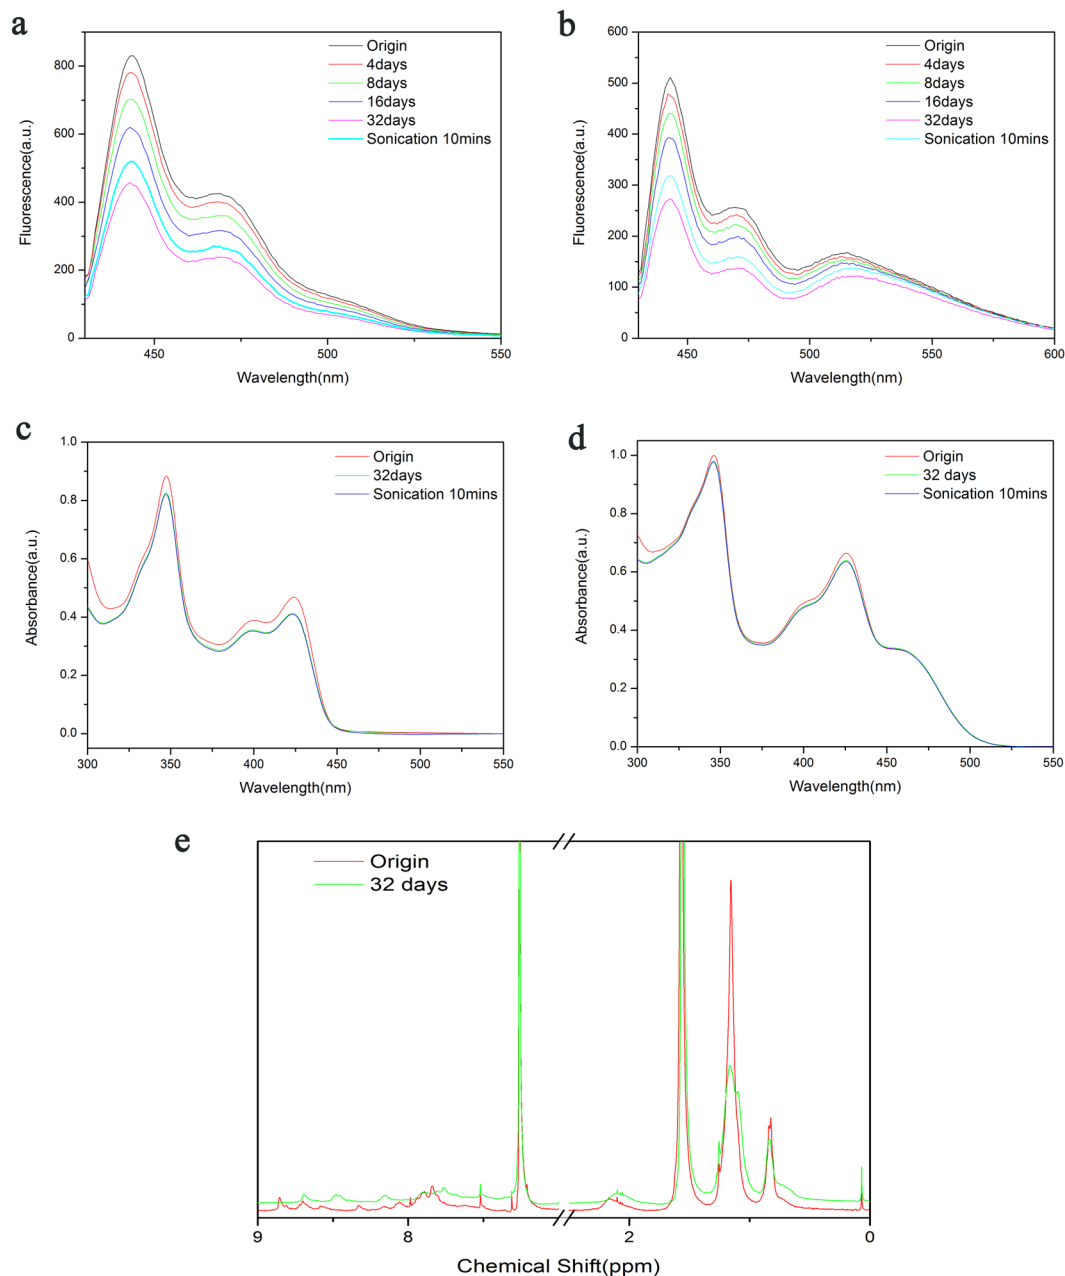 a
Origin
4days
8days
16days
32days
Sonication 10mins
800
600
400
200
0
450
500
550
Fluorescence(a.u.)
Wavelength(nm)
b
Origin
4days
8days
16days
32days
Sonication 10mins
600
500
400
300
200
100
0
450
500
550
600
Fluorescence(a.u.)
Wavelength(nm)
c
Origin
32days
Sonication 10mins
1.0
0.8
0.6
0.4
0.2
0.0
300
350
400
450
500
550
Absorbance(a.u.)
Wavelength(nm)
d
Origin
32 days
Sonication 10mins
1.0
0.8
0.6
0.4
0.2
0.0
300
350
400
450
500
550
Absorbance(a.u.)
Wavelength(nm)
e
Origin
32 days
9
8
2
1
0
Chemical Shift(ppm)